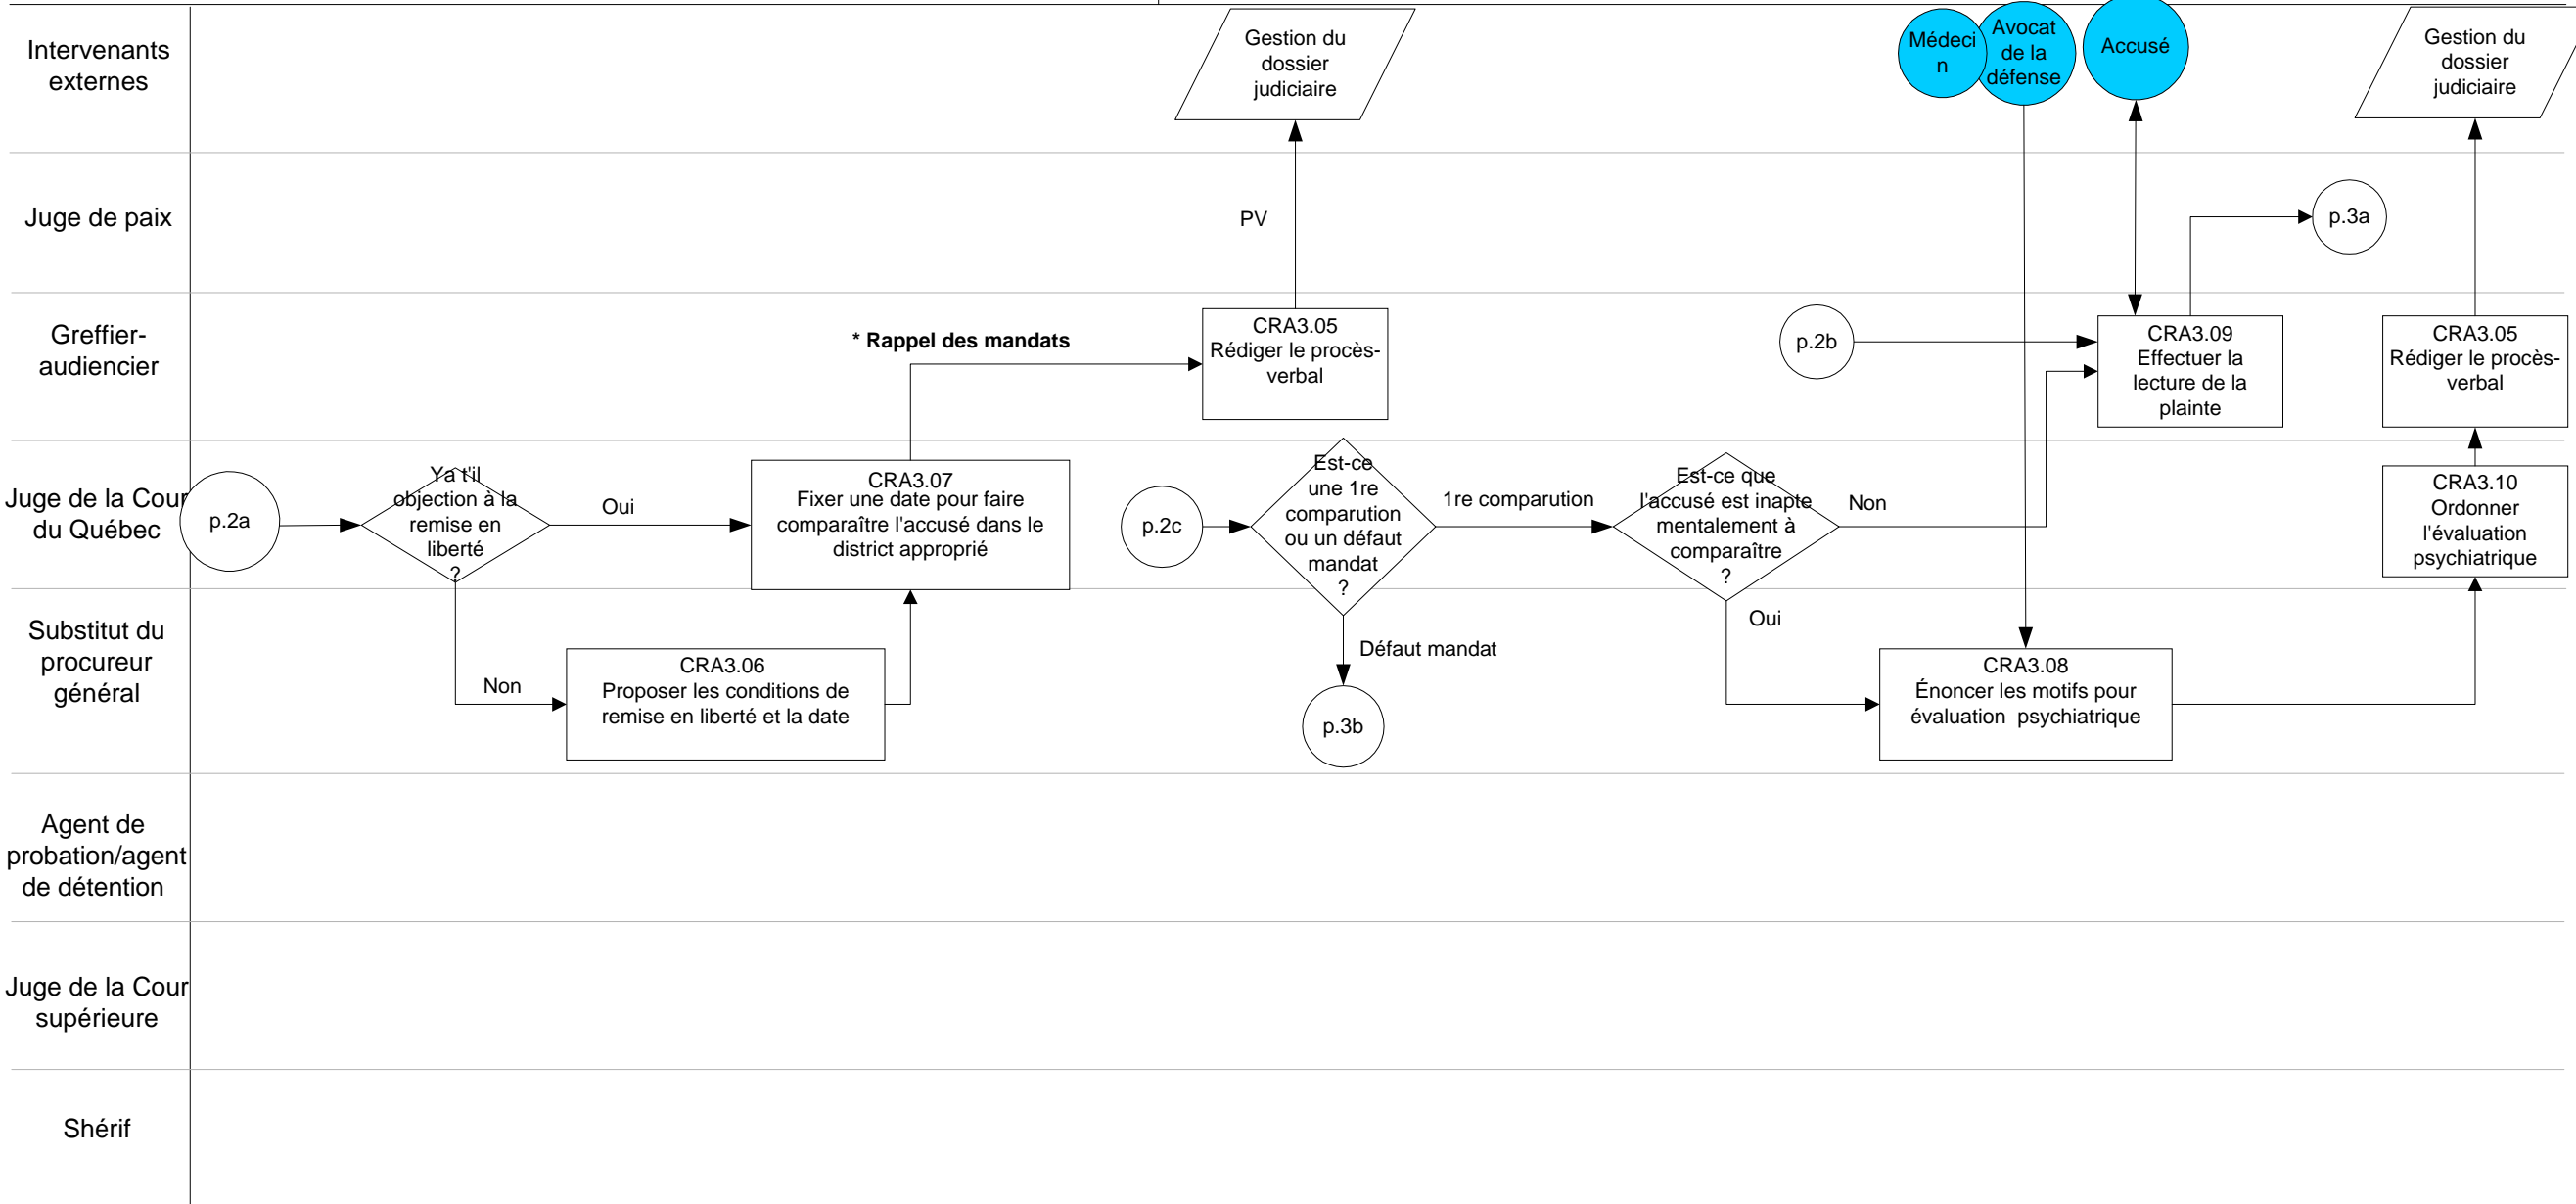 Intervenants
externes
Gestion du
dossier
judiciaire
Médeci
n
Avocat
de la
défense
Accusé
Gestion du
dossier
judiciaire
Juge de paix
PV
p.3a
Greffier-
audiencier
* Rappel des mandats
CRA3.05
Rédiger le procès-
verbal
p.2b
CRA3.09
Effectuer la
lecture de la
plainte
CRA3.05
Rédiger le procès-
verbal
Juge de la Cour
du Québec
p.2a
Ya t'il
objection à la
remise en
liberté
?
Oui
CRA3.07
Fixer une date pour faire
comparaître l'accusé dans le
district approprié
p.2c
Est-ce
une 1re
comparution
ou un défaut
mandat
?
1re comparution
Est-ce que
l'accusé est inapte
mentalement à
comparaître
?
Non
CRA3.10
Ordonner
l'évaluation
psychiatrique
Substitut du
procureur
général
Non
CRA3.06
Proposer les conditions de
remise en liberté et la date
Défaut mandat
p.3b
Oui
CRA3.08
Énoncer les motifs pour
évaluation  psychiatrique
Agent de
probation/agent
de détention
Juge de la Cour
supérieure
Shérif